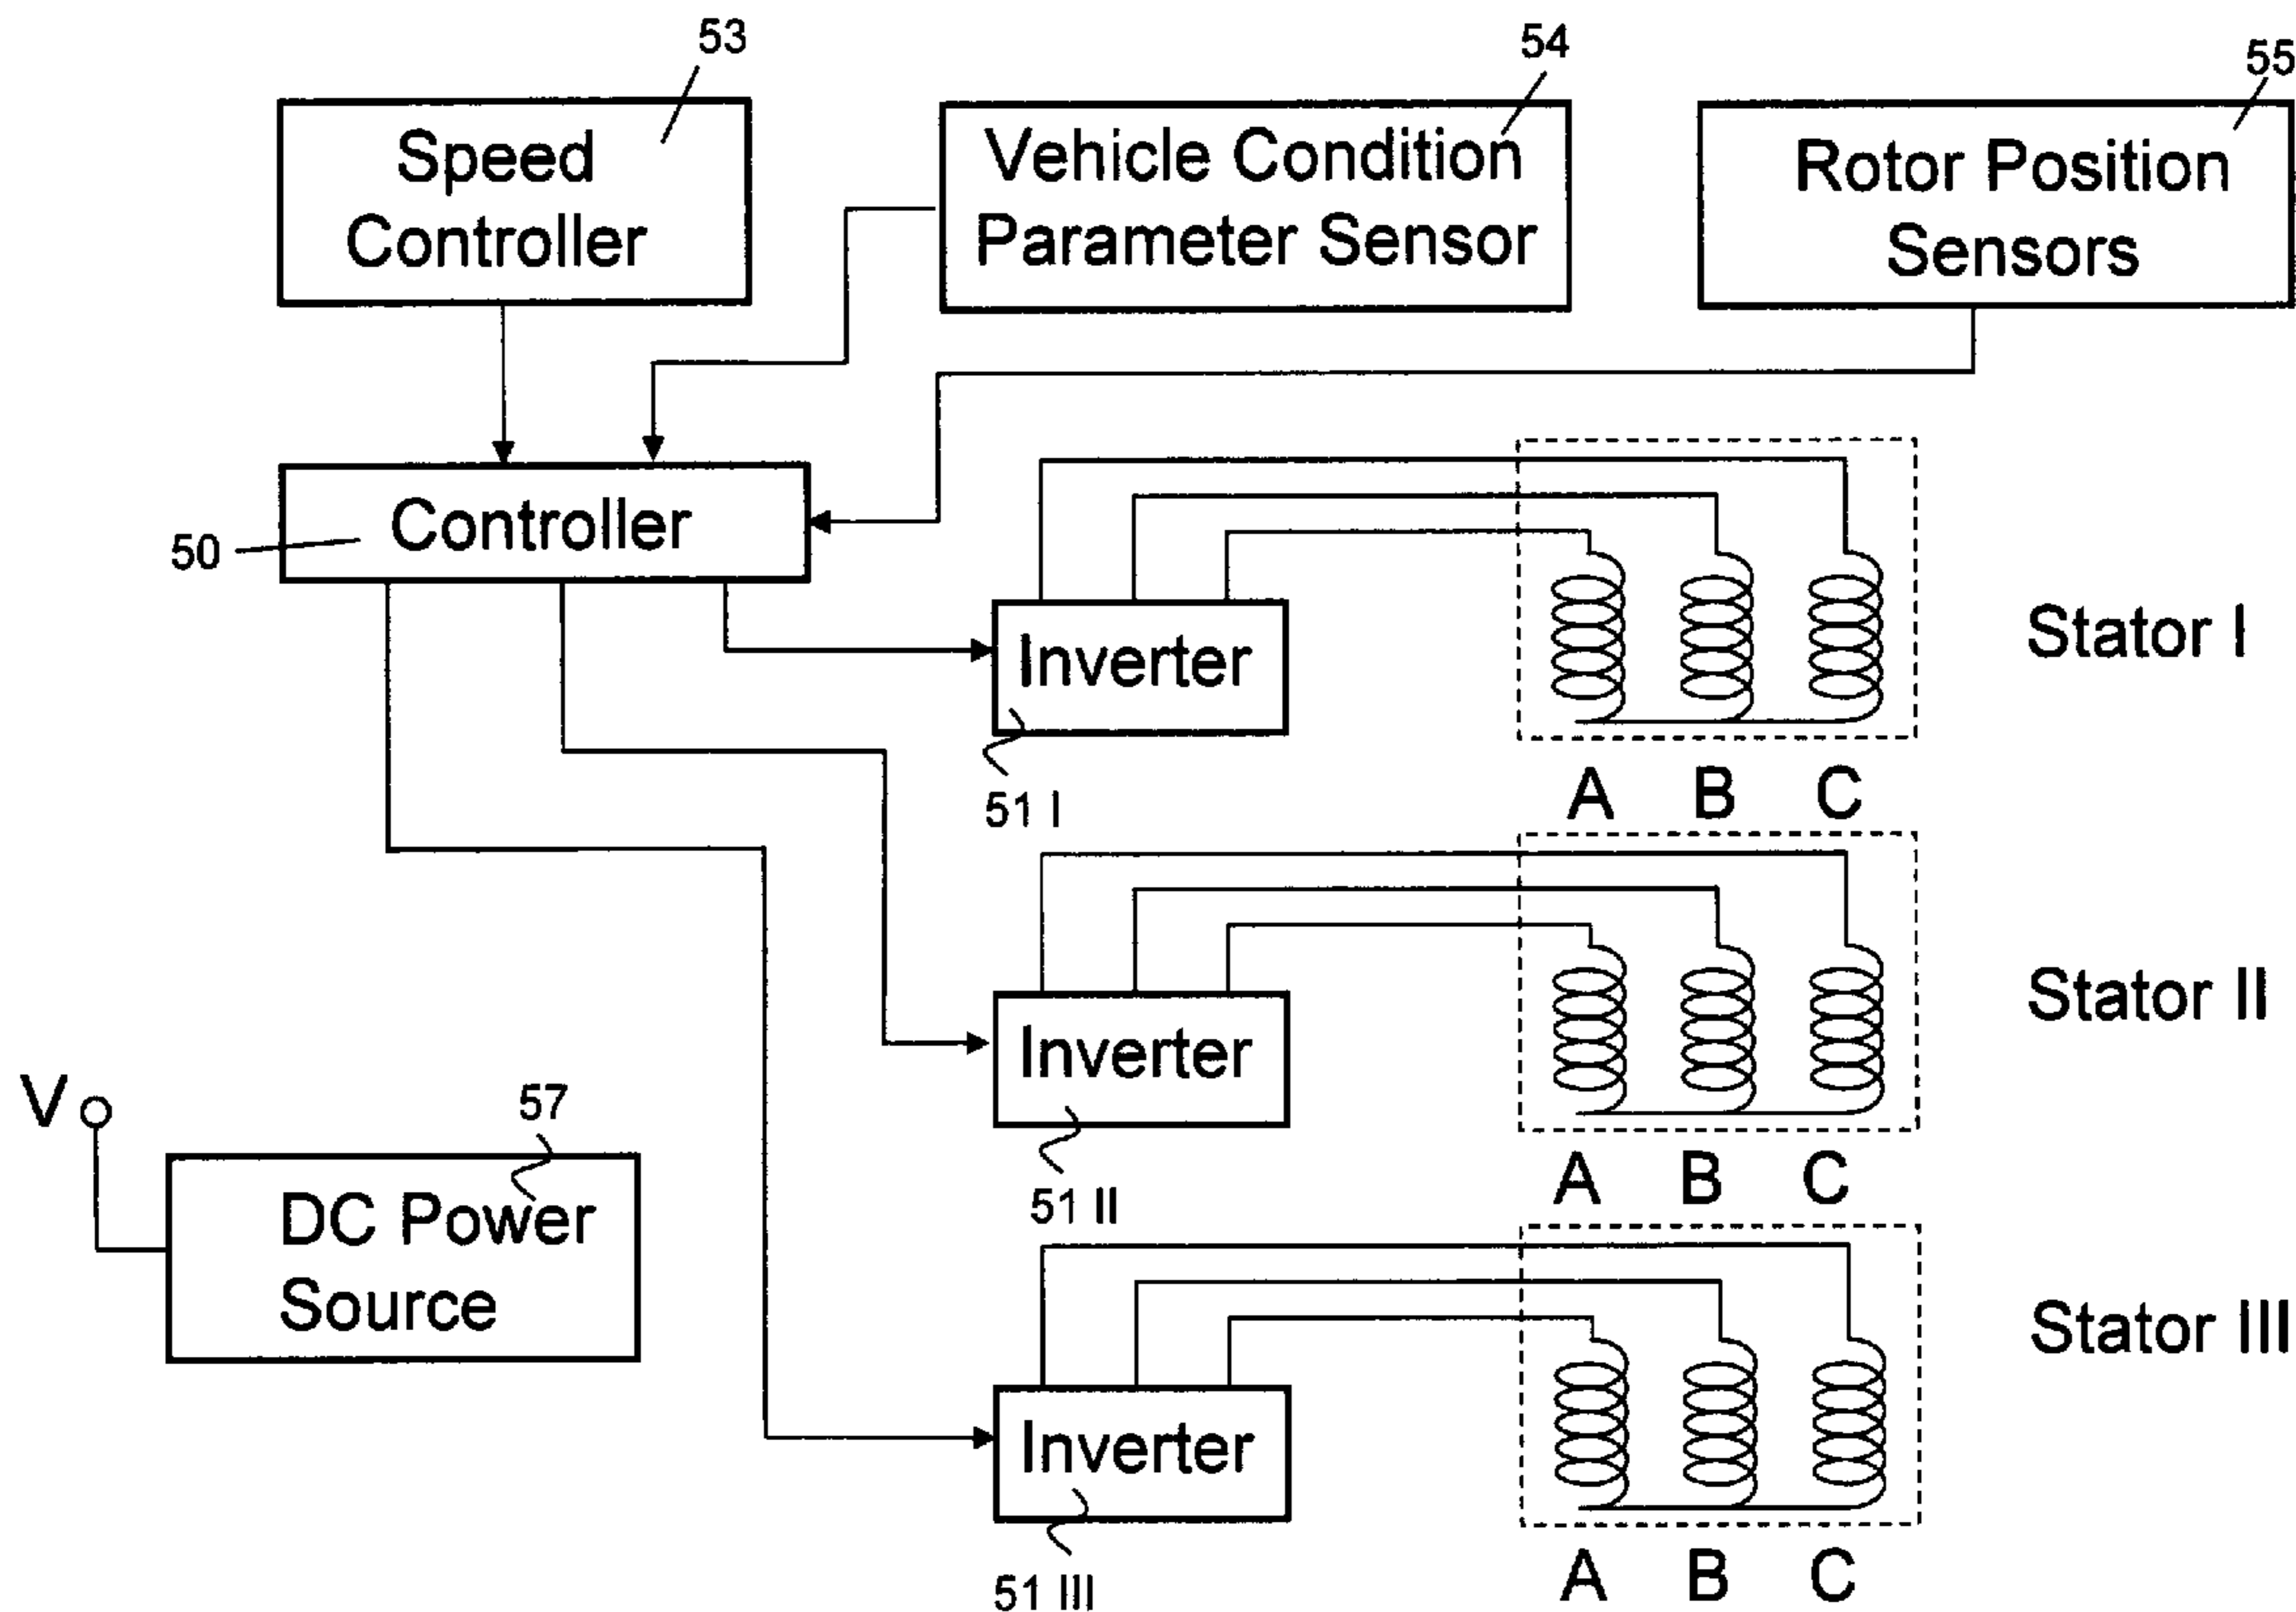 53
54
55
Speed
Controller
Vehicle Condition
Parameter Sensor
Rotor Position
Sensors
Controller
50
Inverter
Stator I
51 I
A B C
Inverter
Stator II
51 II
A B C
V
57
DC Power
Source
Inverter
Stator III
51 III
A B C